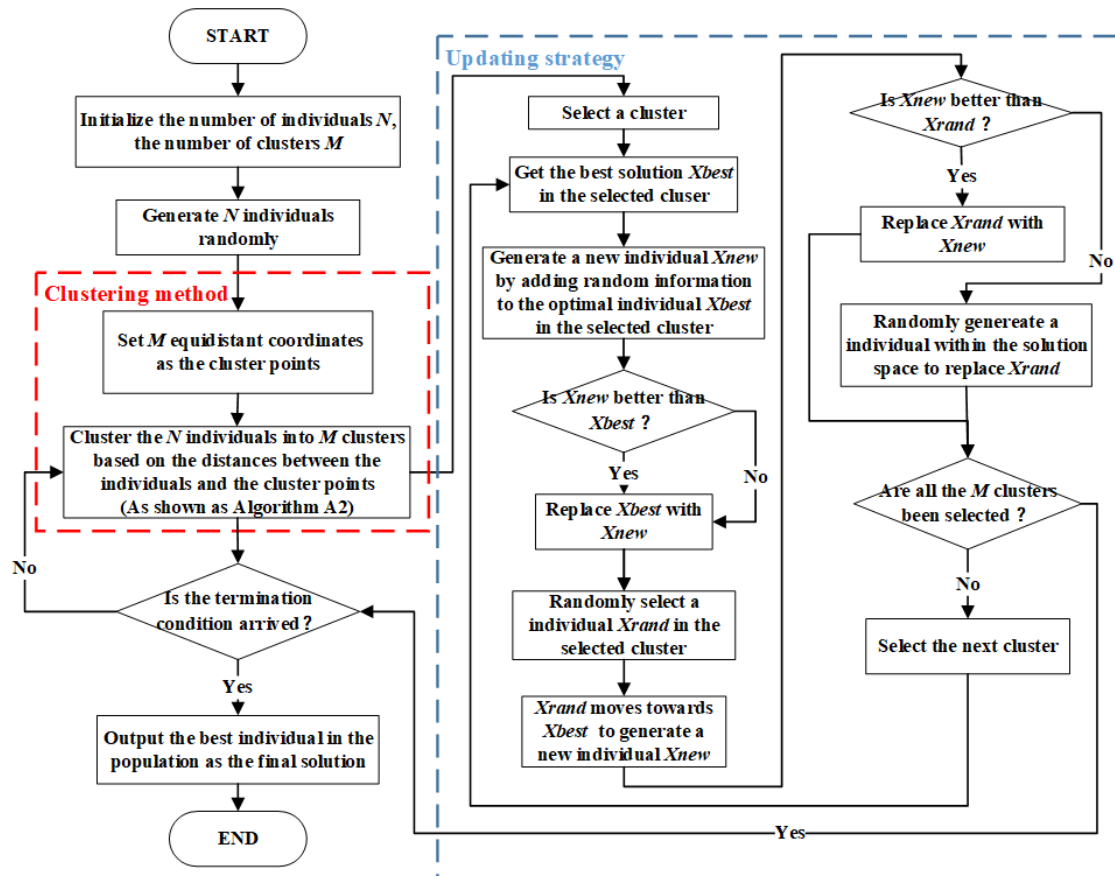 START
Initialize the number of individuals N,
the number of clusters M
Generate N individuals
randomly
Clustering method
Set M equidistant coordinates
as the cluster points
Cluster the N individuals into M clusters
based on the distances between the
individuals and the cluster points
(As shown as Algorithm A2)
No
Is the termination
condition arrived?
Yes
Output the best individual in the
population as the final solution
END
Updating strategy
Select a cluster
Get the best solution Xbest
in the selected cluser
Generate a new individual Xnew
by adding random information
to the optimal individual Xbest
in the selected cluster
Is Xnew better than
Xbest ?
Yes
No
Replace Xbest with
Xnew
Randomly select a
individual Xrand in the
selected cluster
Xrand moves towards
Xbest to generate a
new individual Xnew
Is Xnew better than
Xrand ?
Yes
No
Replace Xrand with
Xnew
Randomly genereate a
individual within the solution
space to replace Xrand
Are all the M clusters
been selected ?
No
Select the next cluster
Yes